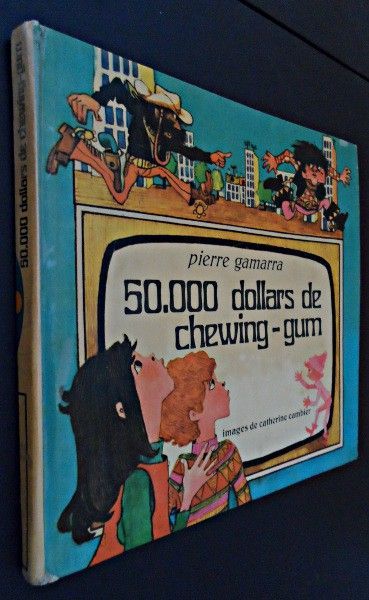 50.000 dollars de chewing-gum
pierre gamarra
50.000 dollars de
chewing-gum
images de catherine cambier